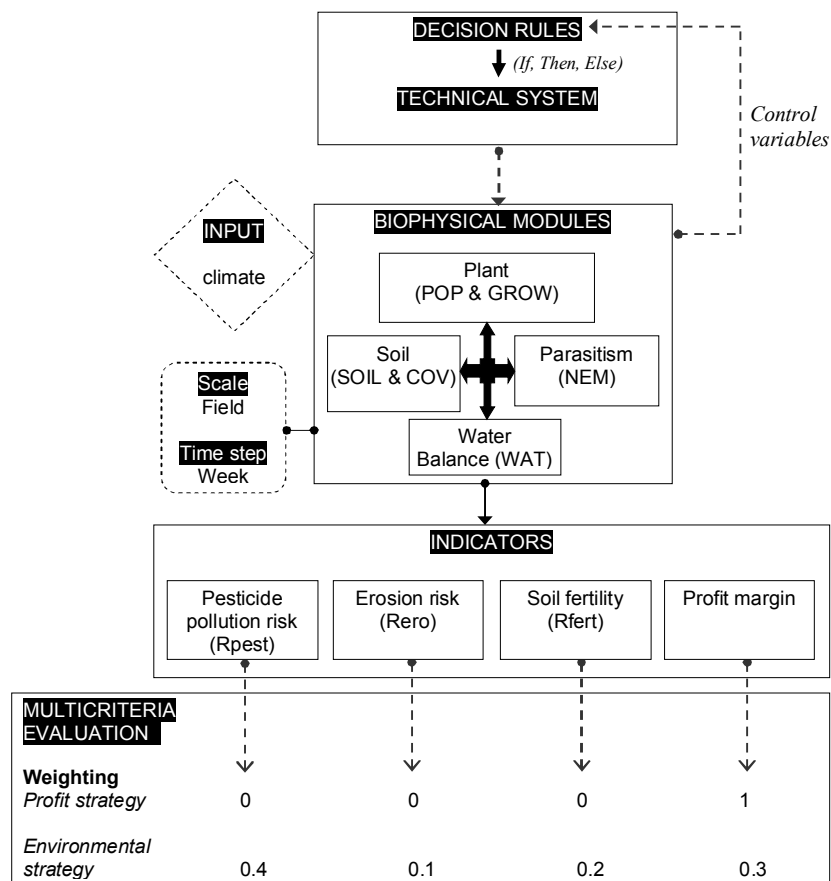 DECISION RULES
(If, Then, Else)
TECHNICAL SYSTEM
Control
variables
INPUT
climate
BIOPHYSICAL MODULES
Plant
(POP & GROW)
Soil
(SOIL & COV)
Parasitism
(NEM)
Water
Balance (WAT)
Scale
Field
Time step
Week
INDICATORS
Pesticide
pollution risk
(Rpest)
Erosion risk
(Rero)
Soil fertility
(Rfert)
Profit margin
MULTICRITERIA
EVALUATION
Weighting
Profit strategy 0 0 0 1
Environmental
strategy 0.4 0.1 0.2 0.3